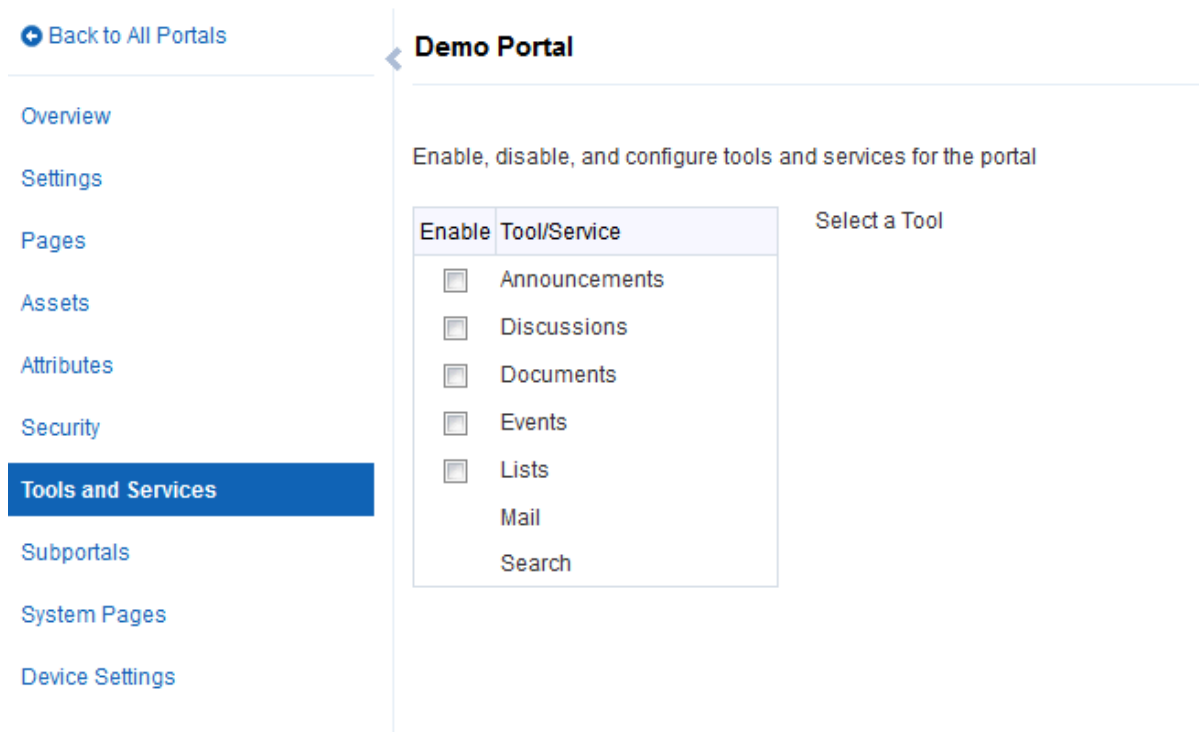 Back to All Portals
Overview
Settings
Pages
Assets
Attributes
Security
Tools and Services
Subportals
System Pages
Device Settings
Demo Portal
Enable, disable, and configure tools and services for the portal
Enable Tool/Service
Announcements
Discussions
Documents
Events
Lists
Mail
Search
Select a Tool